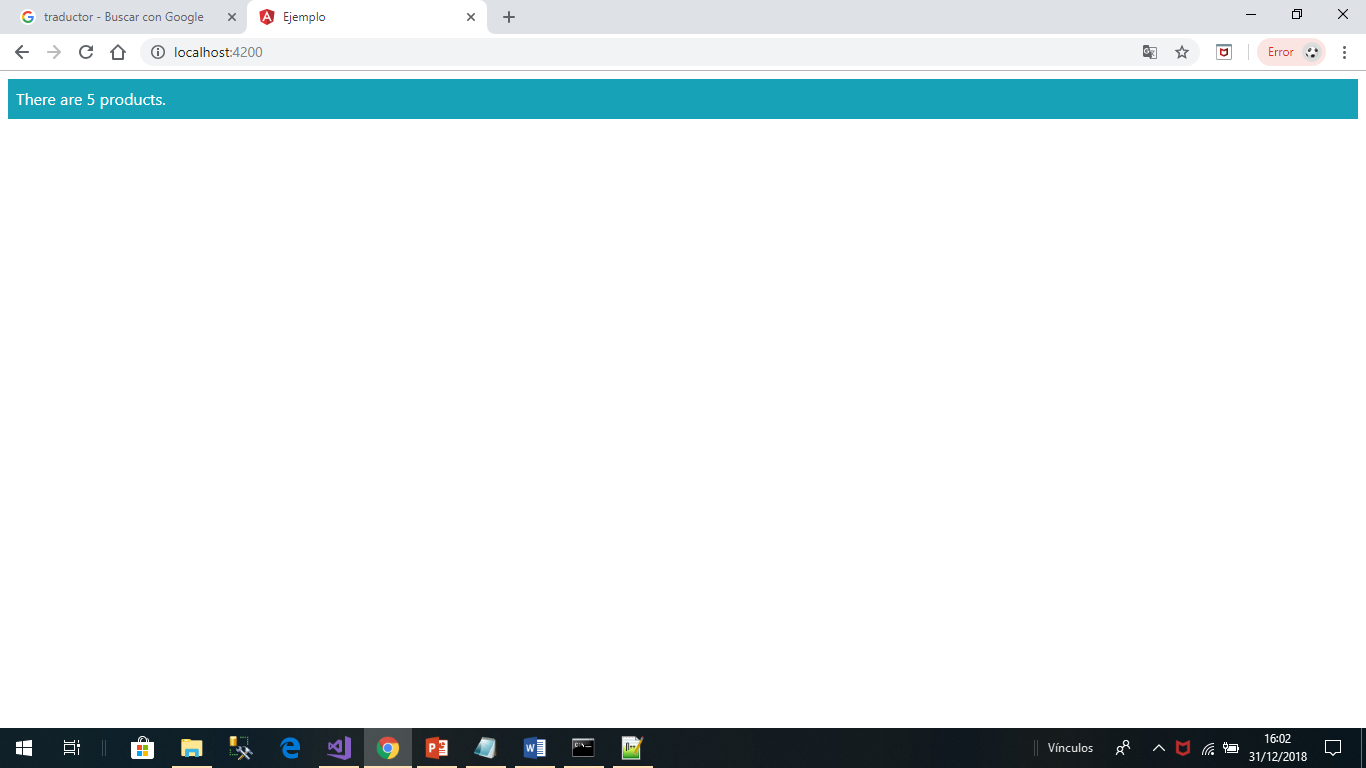 traductor - Buscar con Google
Ejemplo
localhost:4200
Error
There are 5 products.
Vínculos
16:02
31/12/2018